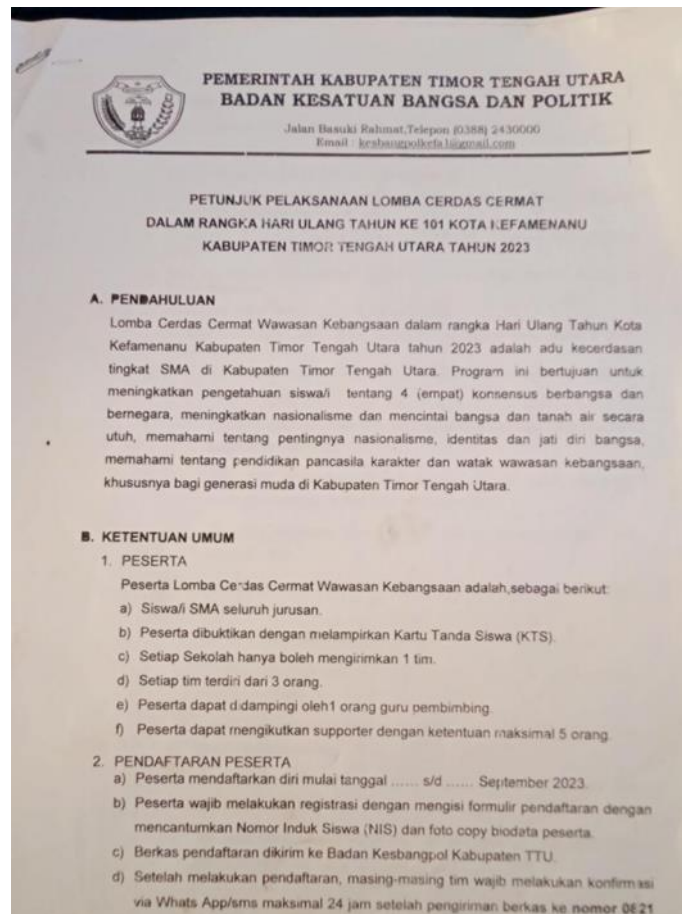 PEMERINTAH KABUPATEN TIMOR TENGAH UTARA
BADAN KESATUAN BANGSA DAN POLITIK
Jalan Basuki Rahmat,Telepon (0388) 2430000
Email : kesbangpolkefa1@gmail.com
PETUNJUK PELAKSANAAN LOMBA CERDAS CERMAT
DALAM RANGKA HARI ULANG TAHUN KE 101 KOTA KEFAMENANU
KABUPATEN TIMOR TENGAH UTARA TAHUN 2023
A. PENDAHULUAN
Lomba Cerdas Cermat Wawasan Kebangsaan dalam rangka Hari Ulang Tahun Kota
Kefamenanu Kabupaten Timor Tengah Utara tahun 2023 adalah adu kecerdasan
tingkat SMA di Kabupaten Timor Tengah Utara. Program ini bertujuan untuk
meningkatkan pengetahuan siswa/i tentang 4 (empat) konsensus berbangsa dan
bernegara, meningkatkan nasionalisme dan mencintai bangsa dan tanah air secara
utuh, memahami tentang pentingnya nasionalisme, identitas dan jati diri bangsa,
memahami tentang pendidikan pancasila karakter dan watak wawasan kebangsaan,
khususnya bagi generasi muda di Kabupaten Timor Tengah Utara.
B. KETENTUAN UMUM
1. PESERTA
Peserta Lomba Cerdas Cermat Wawasan Kebangsaan adalah,sebagai berikut:
a) Siswa/i SMA seluruh jurusan.
b) Peserta dibuktikan dengan melampirkan Kartu Tanda Siswa (KTS).
c) Setiap Sekolah hanya boleh mengirimkan 1 tim.
d) Setiap tim terdiri dari 3 orang.
e) Peserta dapat didampingi oleh1 orang guru pembimbing.
f) Peserta dapat mengikutkan supporter dengan ketentuan maksimal 5 orang.
2. PENDAFTARAN PESERTA
a) Peserta mendaftarkan diri mulai tanggal ...... s/d ...... September 2023.
b) Peserta wajib melakukan registrasi dengan mengisi formulir pendaftaran dengan
mencantumkan Nomor Induk Siswa (NIS) dan foto copy biodata peserta.
c) Berkas pendaftaran dikirim ke Badan Kesbangpol Kabupaten TTU.
d) Setelah melakukan pendaftaran, masing-masing tim wajib melakukan konfirmasi
via Whats App/sms maksimal 24 jam setelah pengiriman berkas ke nomor 0821